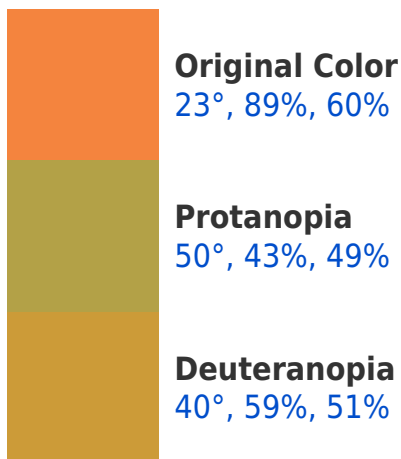 Original Color
23°, 89%, 60%
Protanopia
50°, 43%, 49%
Deuteranopia
40°, 59%, 51%